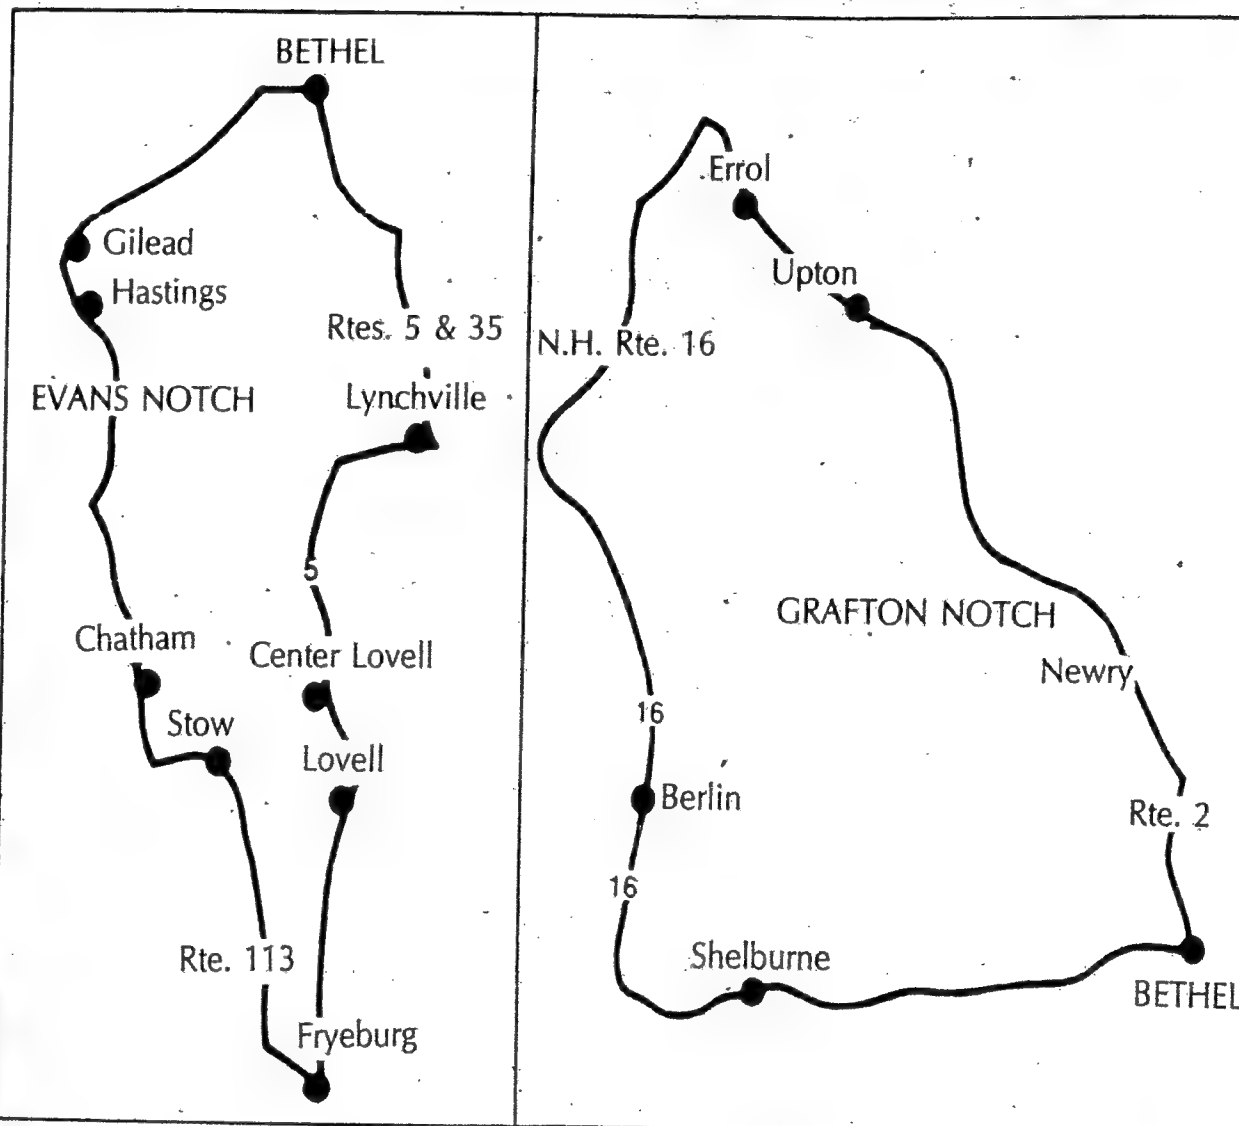 BETHEL
Gilead
Hastings
Rtes. 5 & 35
EVANS NOTCH
Lynchville
5
Chatham
Center Lovell
Stow
Lovell
Rte. 113
Fryeburg
Errol
Upton
N.H. Rte. 16
GRAFTON NOTCH
Newry
16
Berlin
Rte. 2
16
Shelburne
BETHEL